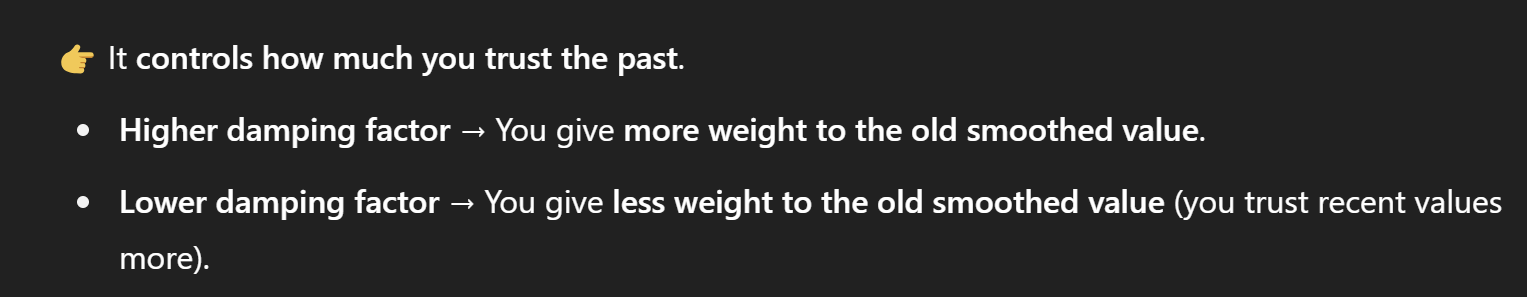 👉 It controls how much you trust the past.
• Higher damping factor → You give more weight to the old smoothed value.
• Lower damping factor → You give less weight to the old smoothed value (you trust recent values
more).